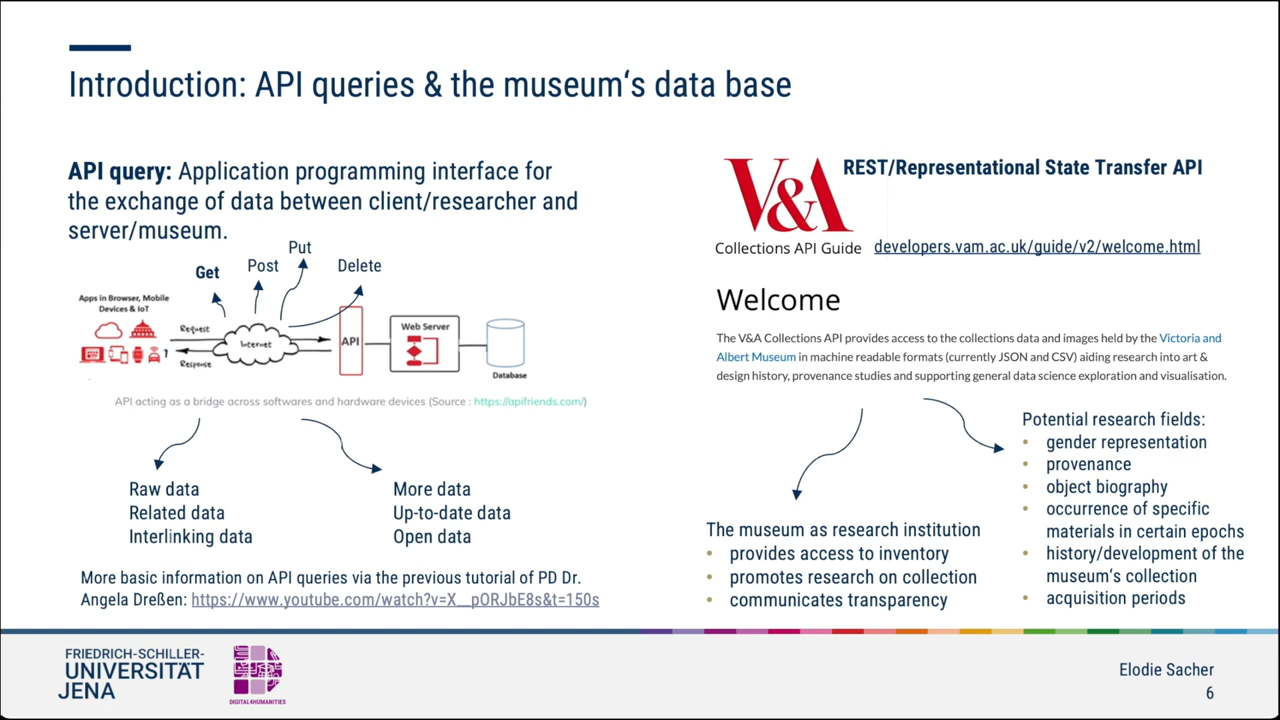 Introduction: API queries & the museum‘s data base
API query: Application programming interface for
the exchange of data between client/researcher and
server/museum.
Get
Post
Put
Delete
Apps in Browser, Mobile
Devices & IoT
Request
Response
Internet
API
Web Server
Database
API acting as a bridge across softwares and hardware devices (Source : https://apifriends.com/)
Raw data
Related data
Interlinking data
More data
Up-to-date data
Open data
More basic information on API queries via the previous tutorial of PD Dr.
Angela Dreßen: https://www.youtube.com/watch?v=X__pORJbE8s&t=150s
V&A
REST/Representational State Transfer API
Collections API Guide
developers.vam.ac.uk/guide/v2/welcome.html
Welcome
The V&A Collections API provides access to the collections data and images held by the Victoria and
Albert Museum in machine readable formats (currently JSON and CSV) aiding research into art &
design history, provenance studies and supporting general data science exploration and visualisation.
The museum as research institution
• provides access to inventory
• promotes research on collection
• communicates transparency
Potential research fields:
• gender representation
• provenance
• object biography
• occurrence of specific
materials in certain epochs
• history/development of the
museum‘s collection
• acquisition periods
FRIEDRICH-SCHILLER-
UNIVERSITÄT
JENA
DIGITAL4HUMANITIES
Elodie Sacher
6